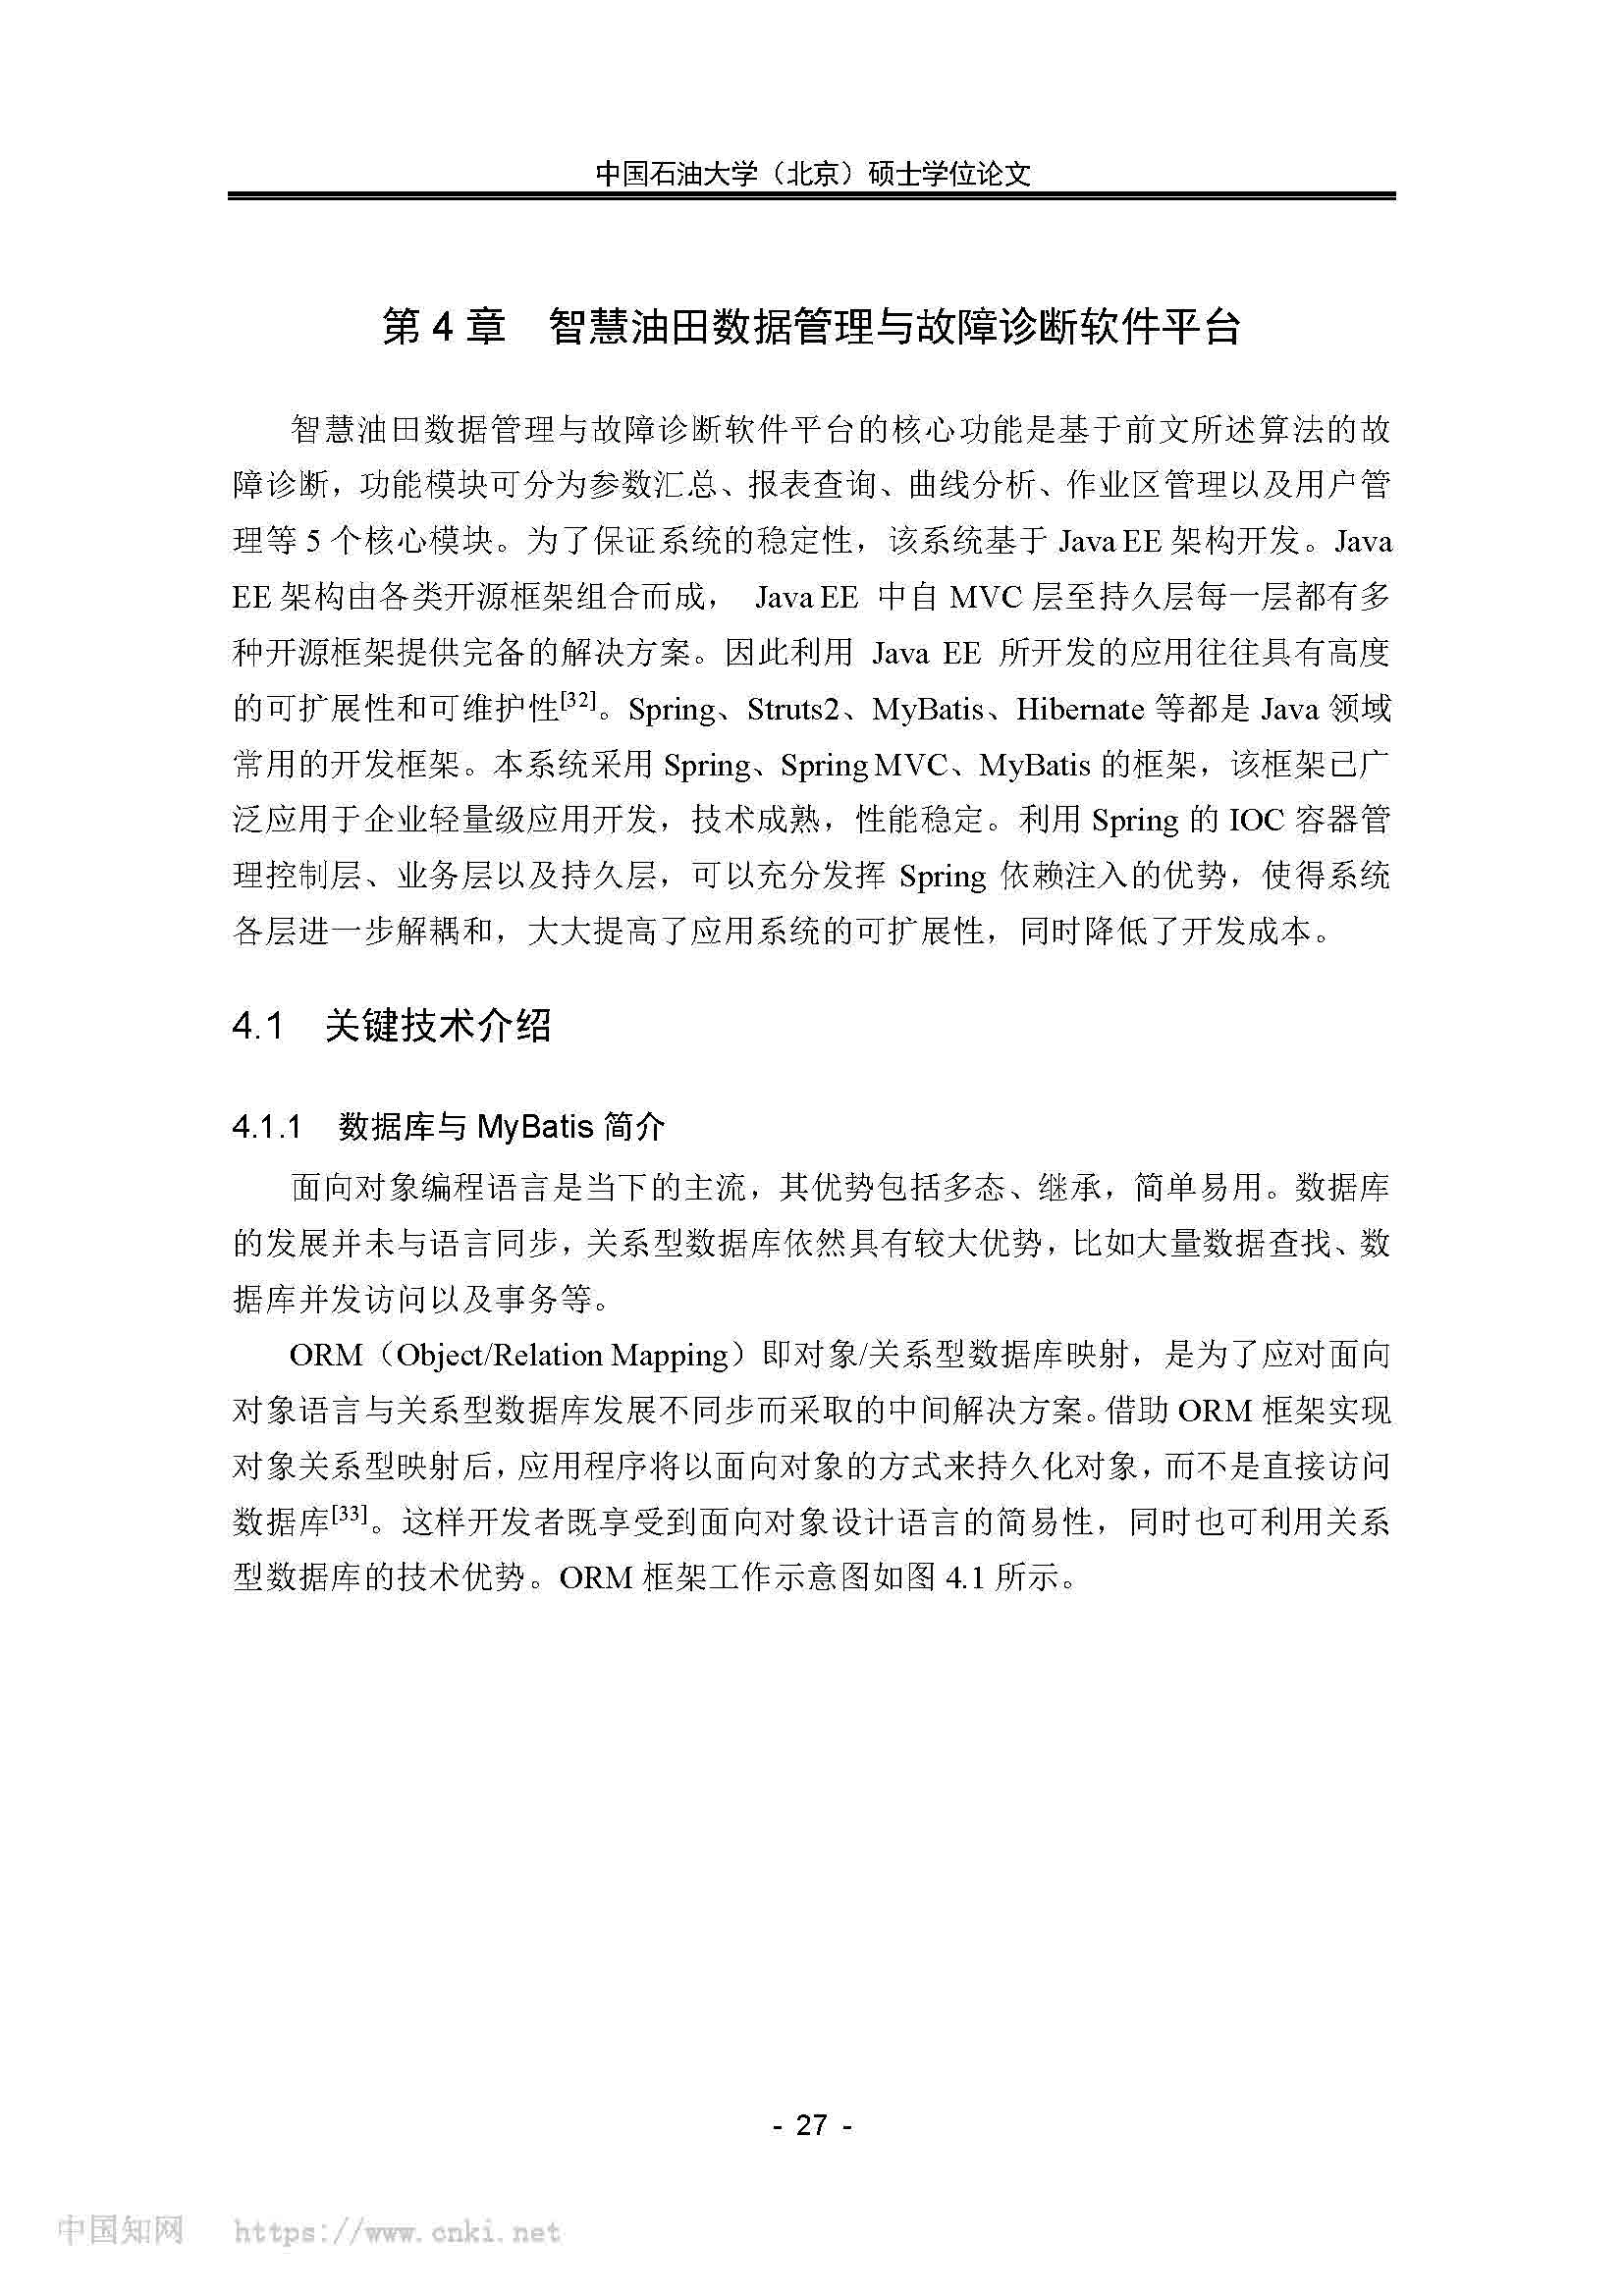 中国石油大学（北京）硕士学位论文
第 4 章　智慧油田数据管理与故障诊断软件平台
智慧油田数据管理与故障诊断软件平台的核心功能是基于前文所述算法的故
障诊断，功能模块可分为参数汇总、报表查询、曲线分析、作业区管理以及用户管
理等 5 个核心模块。为了保证系统的稳定性，该系统基于 Java EE 架构开发。Java
EE 架构由各类开源框架组合而成， Java EE 中自 MVC 层至持久层每一层都有多
种开源框架提供完备的解决方案。因此利用 Java EE 所开发的应用往往具有高度
的可扩展性和可维护性[32]。Spring、Struts2、MyBatis、Hibernate 等都是 Java 领域
常用的开发框架。本系统采用 Spring、Spring MVC、MyBatis 的框架，该框架已广
泛应用于企业轻量级应用开发，技术成熟，性能稳定。利用 Spring 的 IOC 容器管
理控制层、业务层以及持久层，可以充分发挥 Spring 依赖注入的优势，使得系统
各层进一步解耦和，大大提高了应用系统的可扩展性，同时降低了开发成本。
4.1　关键技术介绍
4.1.1　数据库与 MyBatis 简介
面向对象编程语言是当下的主流，其优势包括多态、继承，简单易用。数据库
的发展并未与语言同步，关系型数据库依然具有较大优势，比如大量数据查找、数
据库并发访问以及事务等。
ORM（Object/Relation Mapping）即对象/关系型数据库映射，是为了应对面向
对象语言与关系型数据库发展不同步而采取的中间解决方案。借助 ORM 框架实现
对象关系型映射后，应用程序将以面向对象的方式来持久化对象，而不是直接访问
数据库[33]。这样开发者既享受到面向对象设计语言的简易性，同时也可利用关系
型数据库的技术优势。ORM 框架工作示意图如图 4.1 所示。
- 27 -
中国知网　https://www.cnki.net